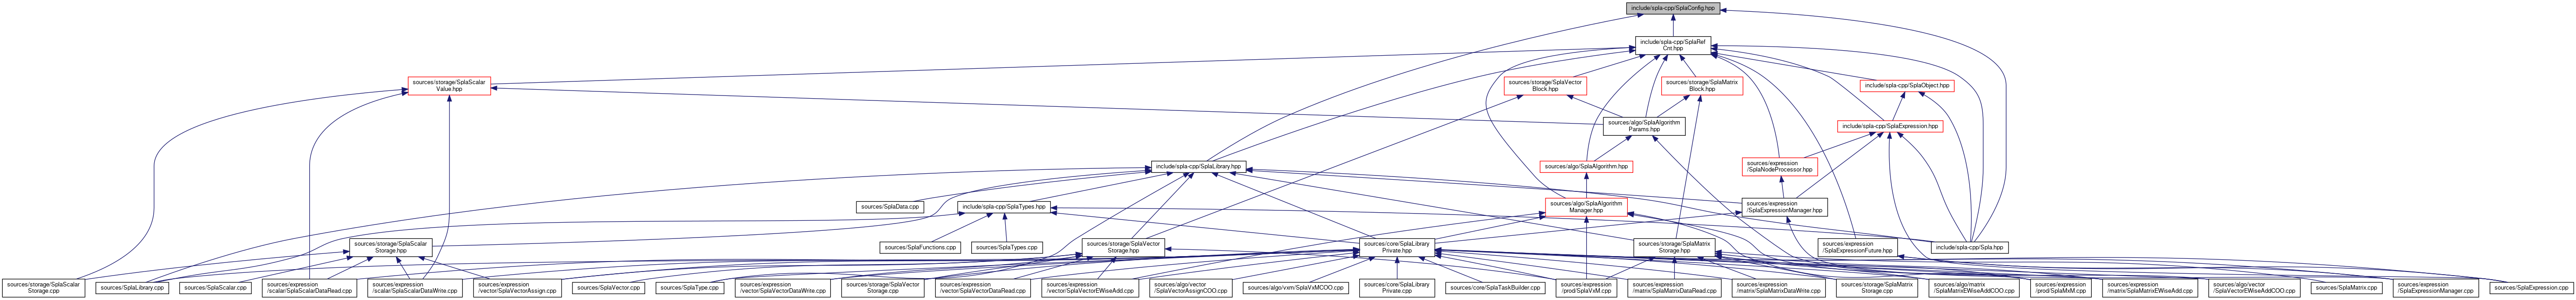 include/spla-cpp/SplaConfig.hpp
include/spla-cpp/SplaRef
Cnt.hpp
sources/storage/SplaScalar
Value.hpp
sources/storage/SplaVector
Block.hpp
sources/storage/SplaMatrix
Block.hpp
include/spla-cpp/SplaObject.hpp
sources/algo/SplaAlgorithm
Params.hpp
include/spla-cpp/SplaExpression.hpp
include/spla-cpp/SplaLibrary.hpp
sources/algo/SplaAlgorithm.hpp
sources/expression
/SplaNodeProcessor.hpp
sources/SplaData.cpp
include/spla-cpp/SplaTypes.hpp
sources/algo/SplaAlgorithm
Manager.hpp
sources/expression
/SplaExpressionManager.hpp
sources/storage/SplaScalar
Storage.hpp
sources/SplaFunctions.cpp
sources/SplaTypes.cpp
sources/storage/SplaVector
Storage.hpp
sources/core/SplaLibrary
Private.hpp
sources/storage/SplaMatrix
Storage.hpp
sources/expression
/SplaExpressionFuture.hpp
include/spla-cpp/Spla.hpp
sources/storage/SplaScalar
Storage.cpp
sources/SplaLibrary.cpp
sources/SplaScalar.cpp
sources/expression
/scalar/SplaScalarDataRead.cpp
sources/expression
/scalar/SplaScalarDataWrite.cpp
sources/expression
/vector/SplaVectorAssign.cpp
sources/SplaVector.cpp
sources/SplaType.cpp
sources/expression
/vector/SplaVectorDataWrite.cpp
sources/storage/SplaVector
Storage.cpp
sources/expression
/vector/SplaVectorDataRead.cpp
sources/expression
/vector/SplaVectorEWiseAdd.cpp
sources/algo/vector
/SplaVectorAssignCOO.cpp
sources/algo/vxm/SplaVxMCOO.cpp
sources/core/SplaLibrary
Private.cpp
sources/core/SplaTaskBuilder.cpp
sources/expression
/prod/SplaVxM.cpp
sources/expression
/matrix/SplaMatrixDataRead.cpp
sources/expression
/matrix/SplaMatrixDataWrite.cpp
sources/storage/SplaMatrix
Storage.cpp
sources/algo/matrix
/SplaMatrixEWiseAddCOO.cpp
sources/expression
/prod/SplaMxM.cpp
sources/expression
/matrix/SplaMatrixEWiseAdd.cpp
sources/algo/vector
/SplaVectorEWiseAddCOO.cpp
sources/SplaMatrix.cpp
sources/expression
/SplaExpressionManager.cpp
sources/SplaExpression.cpp